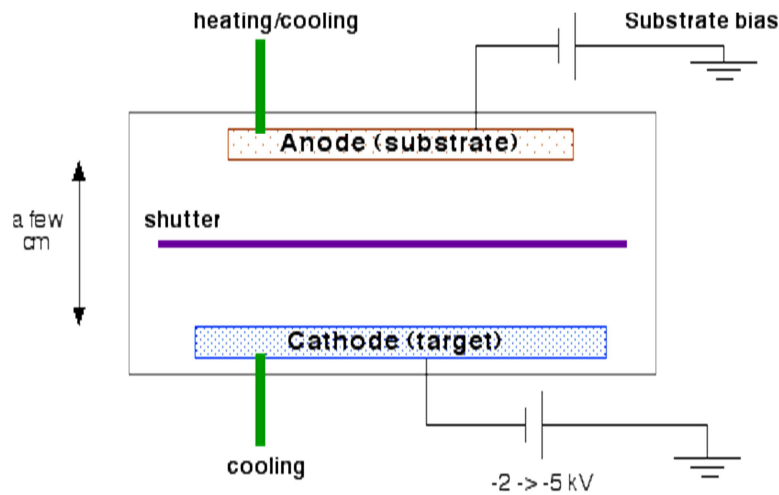 heating/cooling
Substrate bias
Anode (substrate)
a few
cm
shutter
Cathode (target)
cooling
-2 -> -5 kV